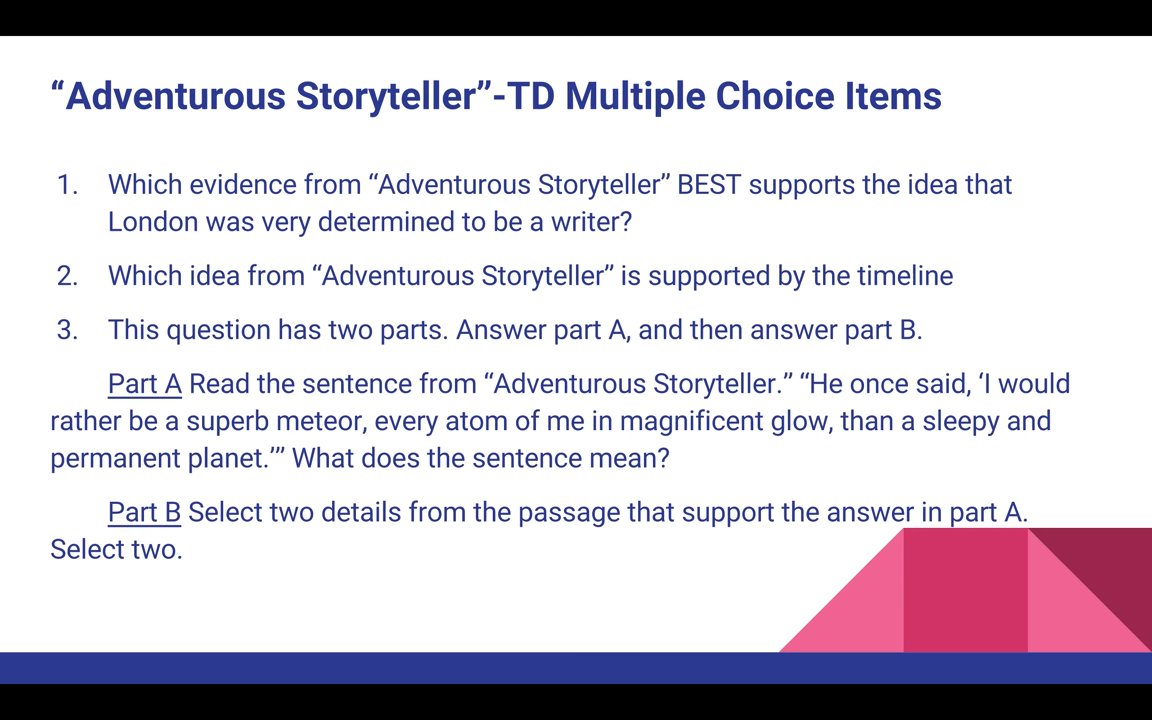 “Adventurous Storyteller”-TD Multiple Choice Items
1. Which evidence from “Adventurous Storyteller” BEST supports the idea that
London was very determined to be a writer?
2. Which idea from “Adventurous Storyteller” is supported by the timeline
3. This question has two parts. Answer part A, and then answer part B.
Part A Read the sentence from “Adventurous Storyteller.” “He once said, ‘I would
rather be a superb meteor, every atom of me in magnificent glow, than a sleepy and
permanent planet.’” What does the sentence mean?
Part B Select two details from the passage that support the answer in part A.
Select two.